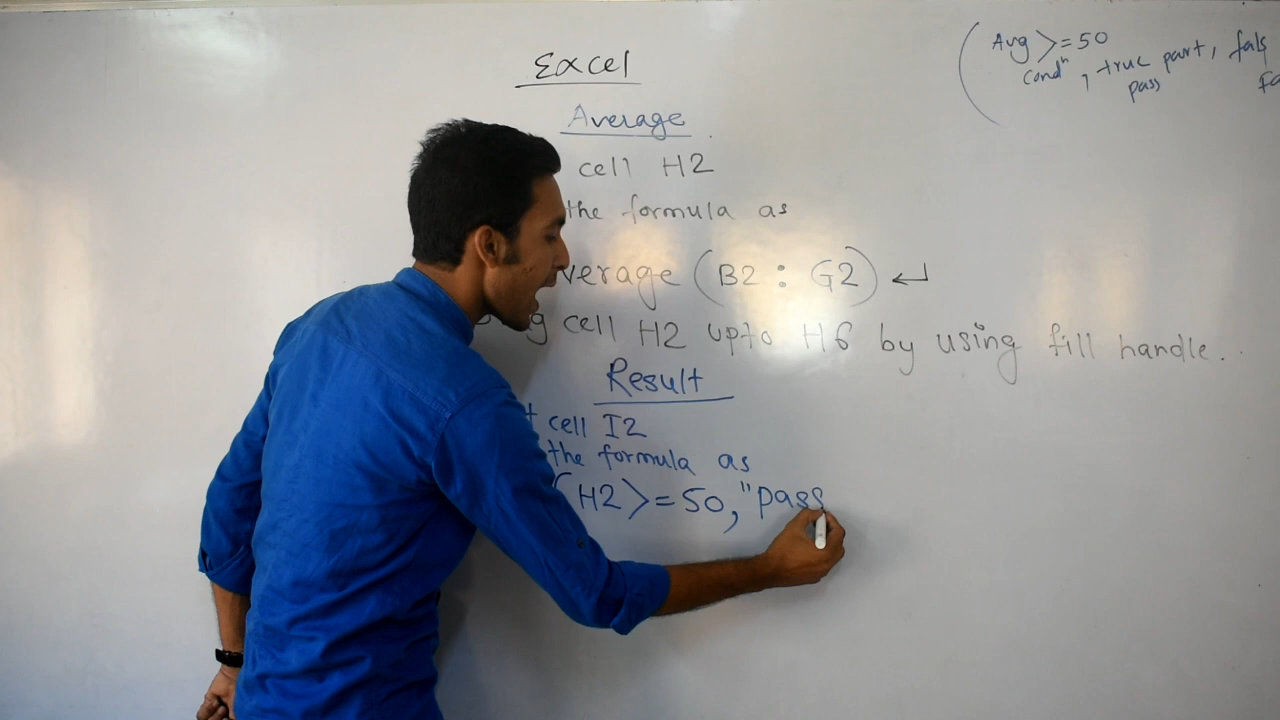 Excel
Average
cell H2
the formula as
verage (B2 : G2) ↵
g cell H2 upto H6 by using fill handle.
Result
t cell I2
the formula as
(H2>=50, "pass
(Avg >=50
condⁿ, true part, fals
pass Fa